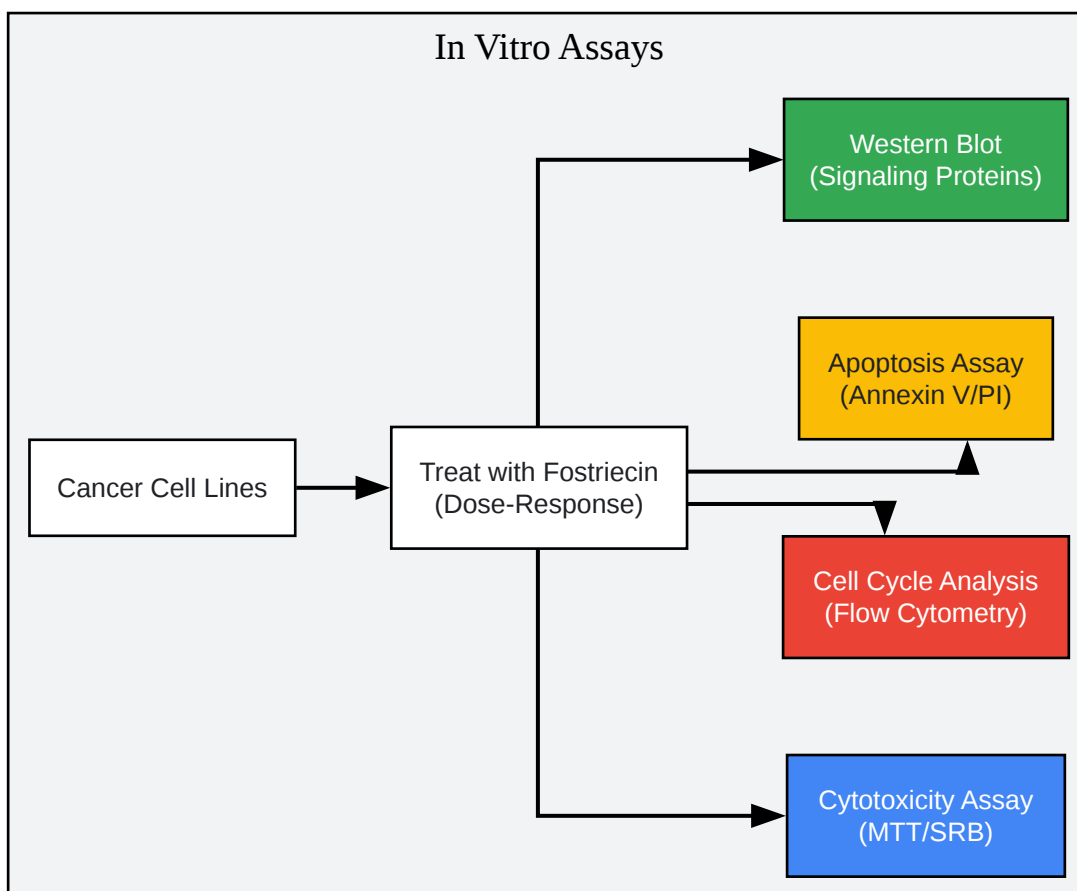 In Vitro Assays
Western Blot
(Signaling Proteins)
Apoptosis Assay
(Annexin V/PI)
Cancer Cell Lines
Treat with Fostriecin
(Dose-Response)
Cell Cycle Analysis
(Flow Cytometry)
Cytotoxicity Assay
(MTT/SRB)